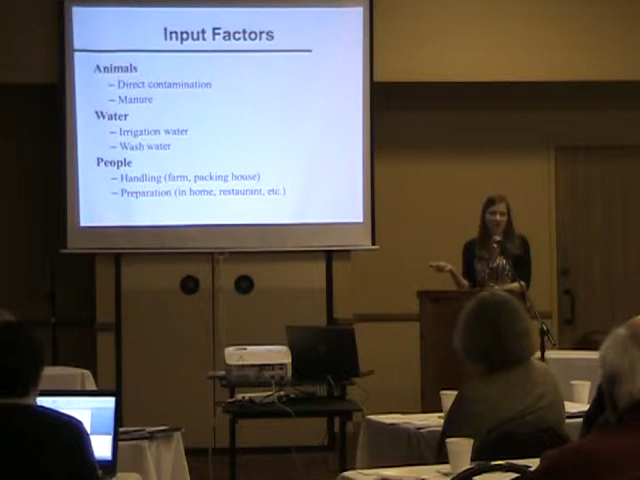 Input Factors
Animals
– Direct contamination
– Manure
Water
– Irrigation water
– Wash water
People
– Handling (farm, packing house)
– Preparation (in home, restaurant, etc.)